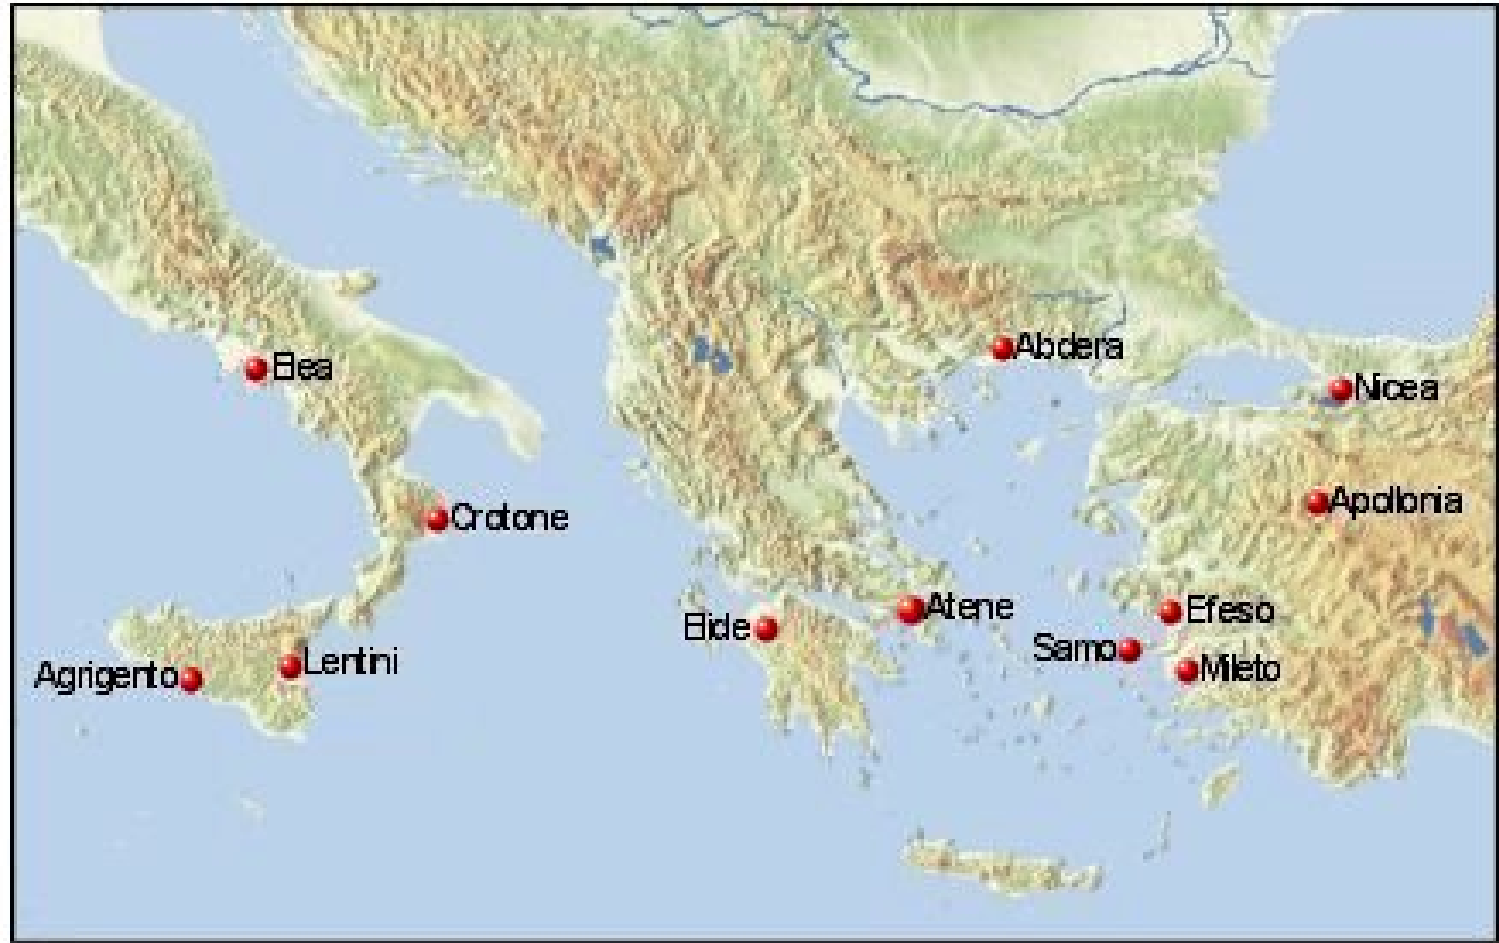 Abdera
Elea
Nicea
Apollonia
Crotone
Atene
Efeso
Elide
Samo
Lentini
Mileto
Agrigento